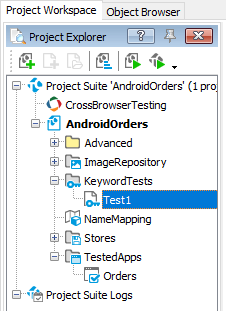 Project Workspace Object Browser
Project Explorer
Project Suite 'AndroidOrders' (1 proj
CrossBrowserTesting
AndroidOrders
Advanced
ImageRepository
KeywordTests
Test1
NameMapping
Stores
TestedApps
Orders
Project Suite Logs